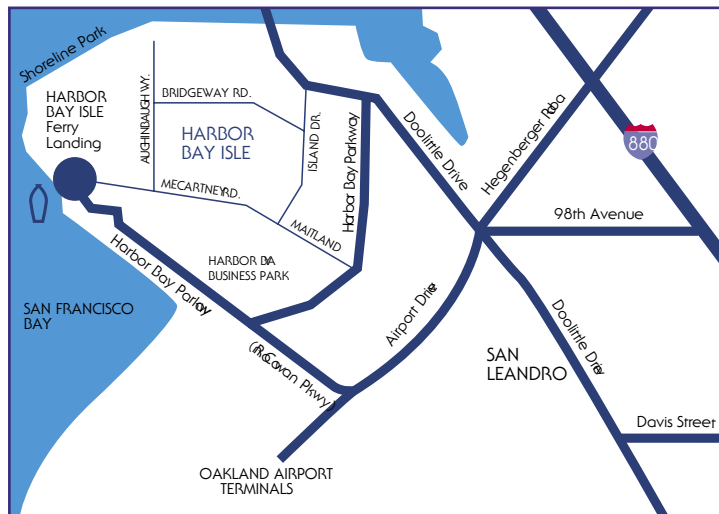 Shoreline Park
HARBOR
BAY ISLE
Ferry
Landing
AUGHINBAUGH WY.
BRIDGEWAY RD.
HARBOR
BAY ISLE
ISLAND DR.
Harbor Bay Parkway
Doolittle Drive
Hegenberger
880
MECARTNEY RD.
MAITLAND
98th Avenue
HARBOR
BUSINESS PARK
Harbor Bay
SAN FRANCISCO
BAY
Airport
Doolittle
SAN
LEANDRO
Cowan Pkwy)
Davis Street
OAKLAND AIRPORT
TERMINALS